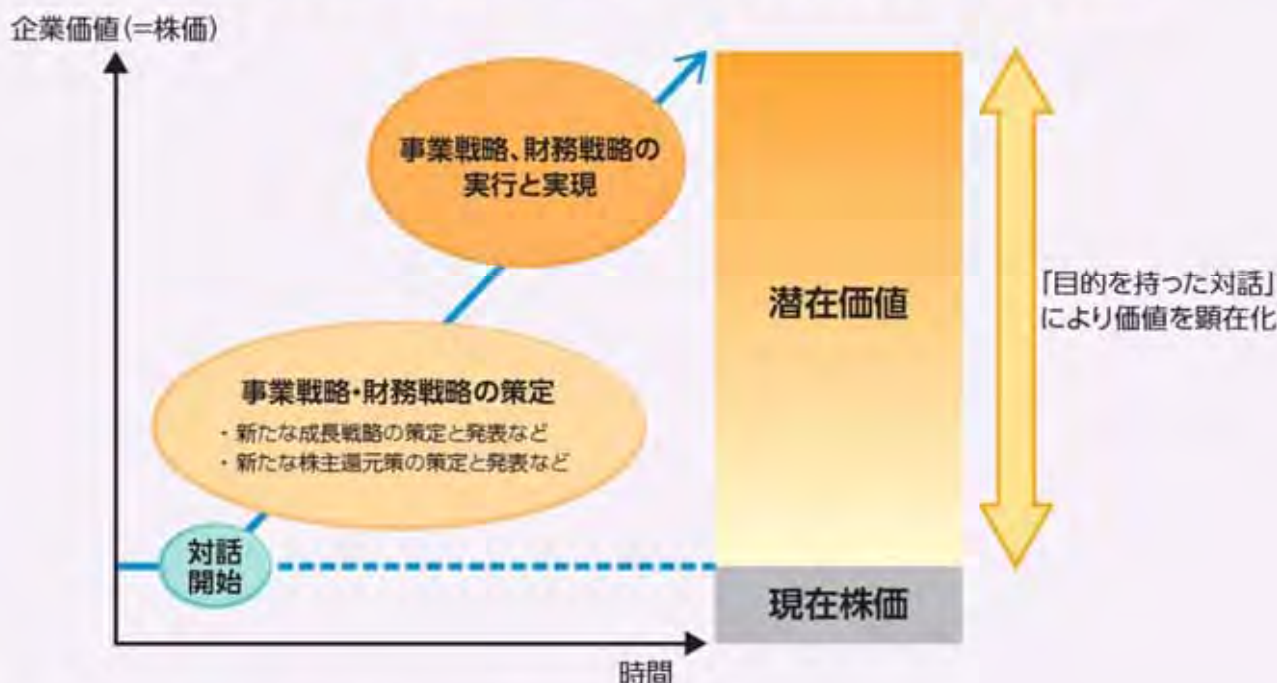 企業価値(=株価)
事業戦略、財務戦略の
実行と実現
潜在価値
「目的を持った対話」
により価値を顕在化
事業戦略・財務戦略の策定
・新たな成長戦略の策定と発表など
・新たな株主還元策の策定と発表など
対話
開始
現在株価
時間